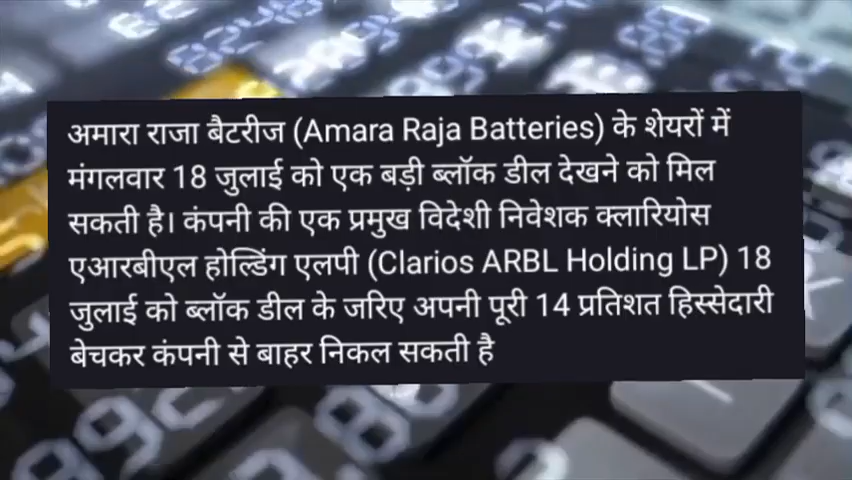 अमारा राजा बैटरीज (Amara Raja Batteries) के शेयरों में
मंगलवार 18 जुलाई को एक बड़ी ब्लॉक डील देखने को मिल
सकती है। कंपनी की एक प्रमुख विदेशी निवेशक क्लारियोस
एआरबीएल होल्डिंग एलपी (Clarios ARBL Holding LP) 18
जुलाई को ब्लॉक डील के जरिए अपनी पूरी 14 प्रतिशत हिस्सेदारी
बेचकर कंपनी से बाहर निकल सकती है